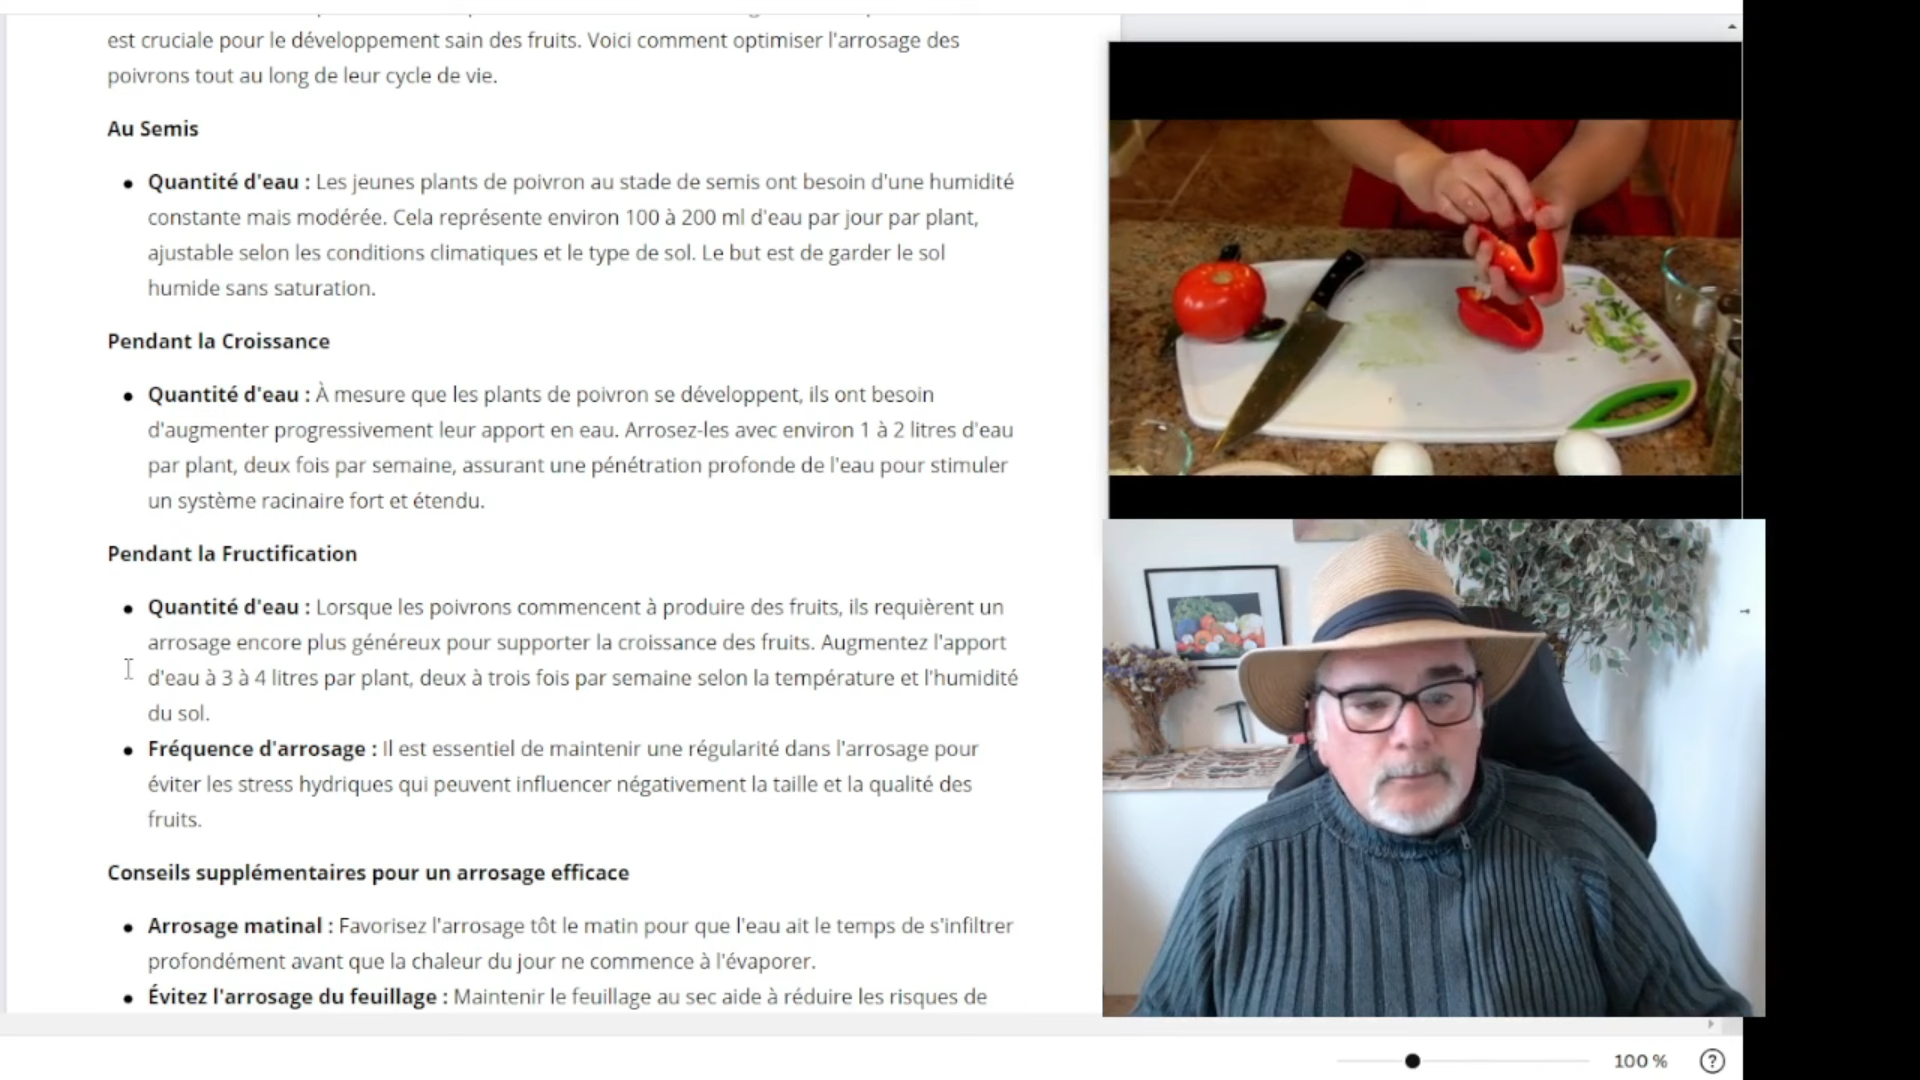 est cruciale pour le développement sain des fruits. Voici comment optimiser l'arrosage des
poivrons tout au long de leur cycle de vie.
Au Semis
● Quantité d'eau : Les jeunes plants de poivron au stade de semis ont besoin d'une humidité
constante mais modérée. Cela représente environ 100 à 200 ml d'eau par jour par plant,
ajustable selon les conditions climatiques et le type de sol. Le but est de garder le sol
humide sans saturation.
Pendant la Croissance
● Quantité d'eau : À mesure que les plants de poivron se développent, ils ont besoin
d'augmenter progressivement leur apport en eau. Arrosez-les avec environ 1 à 2 litres d'eau
par plant, deux fois par semaine, assurant une pénétration profonde de l'eau pour stimuler
un système racinaire fort et étendu.
Pendant la Fructification
● Quantité d'eau : Lorsque les poivrons commencent à produire des fruits, ils requièrent un
arrosage encore plus généreux pour supporter la croissance des fruits. Augmentez l'apport
d'eau à 3 à 4 litres par plant, deux à trois fois par semaine selon la température et l'humidité
du sol.
● Fréquence d'arrosage : Il est essentiel de maintenir une régularité dans l'arrosage pour
éviter les stress hydriques qui peuvent influencer négativement la taille et la qualité des
fruits.
Conseils supplémentaires pour un arrosage efficace
● Arrosage matinal : Favorisez l'arrosage tôt le matin pour que l'eau ait le temps de s'infiltrer
profondément avant que la chaleur du jour ne commence à l'évaporer.
● Évitez l'arrosage du feuillage : Maintenir le feuillage au sec aide à réduire les risques de
100 % ?